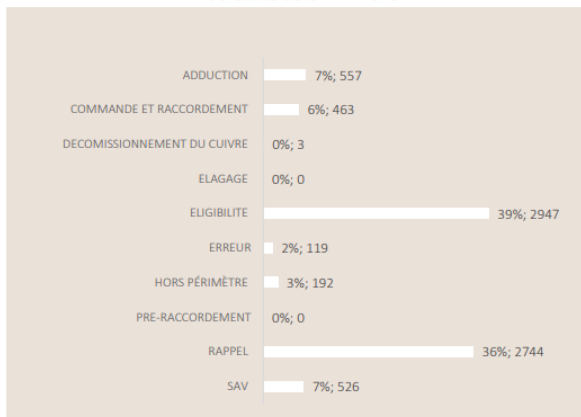 ADDUCTION 7%; 557
COMMANDE ET RACCORDEMENT 6%; 463
DECOMISSIONNEMENT DU CUIVRE 0%; 3
ELAGAGE 0%; 0
ELIGIBILITE 39%; 2947
ERREUR 2%; 119
HORS PÉRIMÈTRE 3%; 192
PRE-RACCORDEMENT 0%; 0
RAPPEL 36%; 2744
SAV 7%; 526